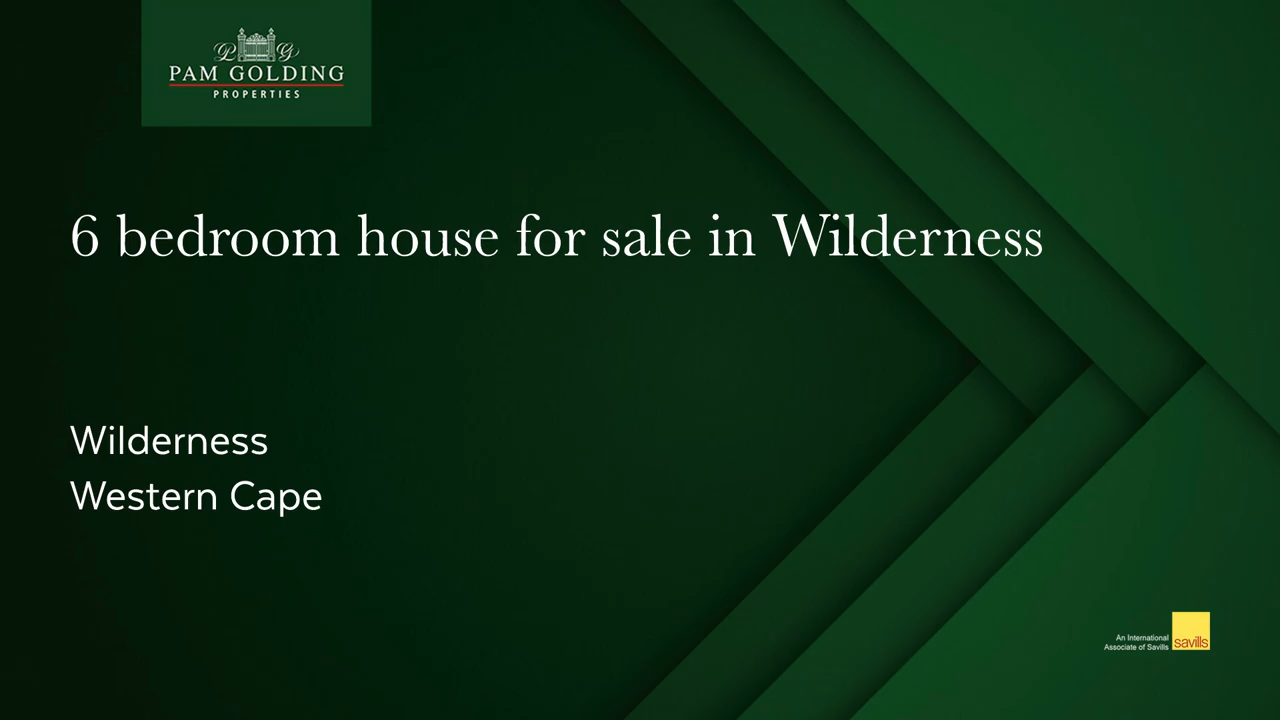 P G
PAM GOLDING
PROPERTIES
6 bedroom house for sale in Wilderness
Wilderness
Western Cape
An International
Associate of Savills
savills